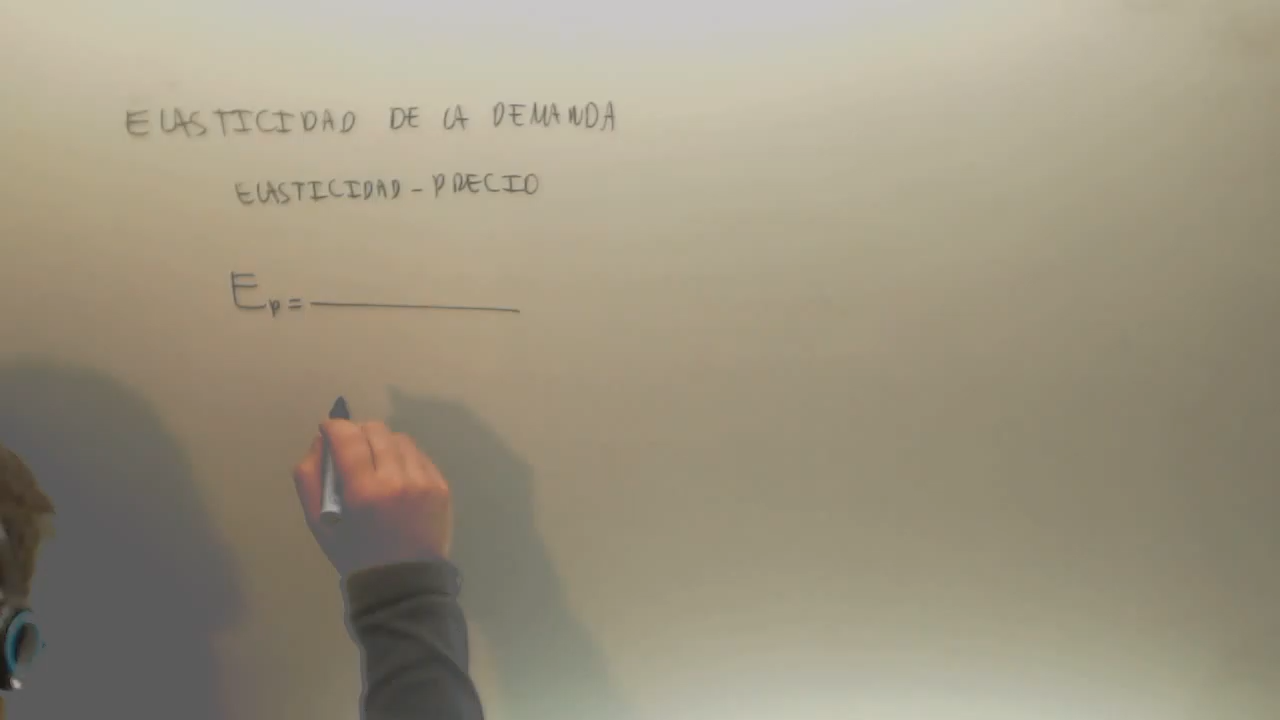 ELASTICIDAD DE LA DEMANDA
ELASTICIDAD - PRECIO
Ep = ―